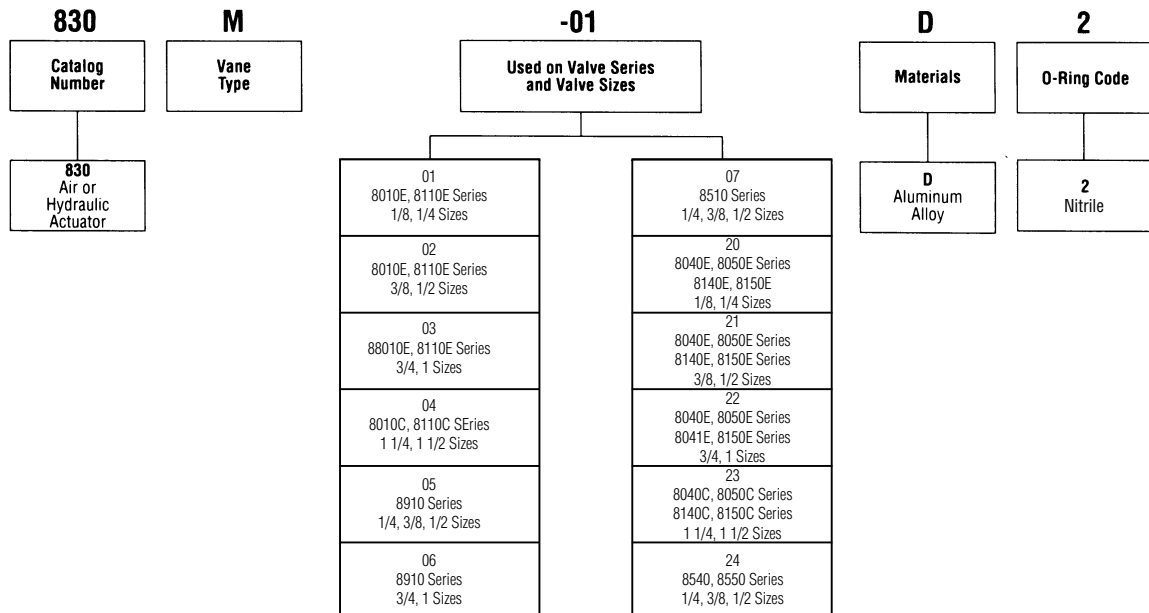 830 M -01 D 2
Catalog
Number
Vane
Type
Used on Valve Series
and Valve Sizes
Materials
O-Ring Code
830
Air or
Hydraulic
Actuator
01
8010E, 8110E Series
1/8, 1/4 Sizes
02
8010E, 8110E Series
3/8, 1/2 Sizes
03
88010E, 8110E Series
3/4, 1 Sizes
04
8010C, 8110C SEries
1 1/4, 1 1/2 Sizes
05
8910 Series
1/4, 3/8, 1/2 Sizes
06
8910 Series
3/4, 1 Sizes
07
8510 Series
1/4, 3/8, 1/2 Sizes
20
8040E, 8050E Series
8140E, 8150E
1/8, 1/4 Sizes
21
8040E, 8050E Series
8140E, 8150E Series
3/8, 1/2 Sizes
22
8040E, 8050E Series
8041E, 8150E Series
3/4, 1 Sizes
23
8040C, 8050C Series
8140C, 8150C Series
1 1/4, 1 1/2 Sizes
24
8540, 8550 Series
1/4, 3/8, 1/2 Sizes
D
Aluminum
Alloy
2
Nitrile